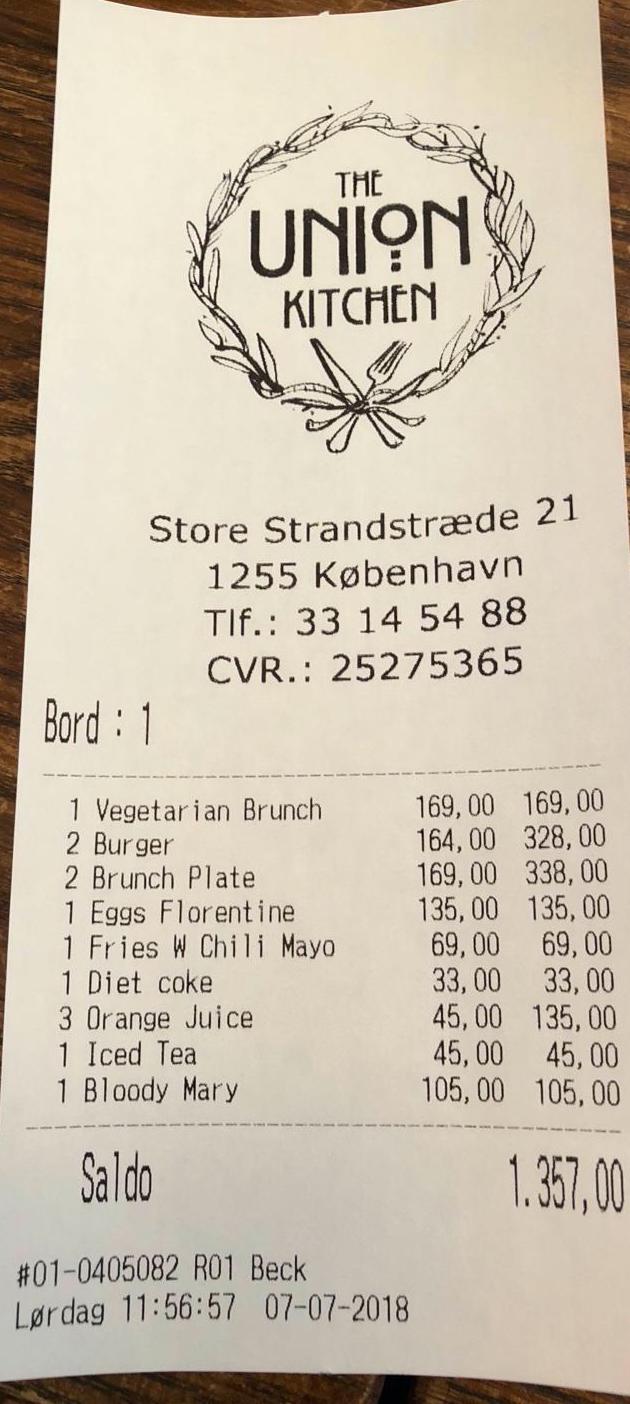 THE
UNION
KITCHEN
Store Strandstræde 21
1255 København
Tlf.: 33 14 54 88
CVR.: 25275365
Bord : 1
1 Vegetarian Brunch 169,00 169,00
2 Burger 164,00 328,00
2 Brunch Plate 169,00 338,00
1 Eggs Florentine 135,00 135,00
1 Fries W Chili Mayo 69,00 69,00
1 Diet coke 33,00 33,00
3 Orange Juice 45,00 135,00
1 Iced Tea 45,00 45,00
1 Bloody Mary 105,00 105,00
Saldo 1.357,00
#01-0405082 R01 Beck
Lørdag 11:56:57 07-07-2018